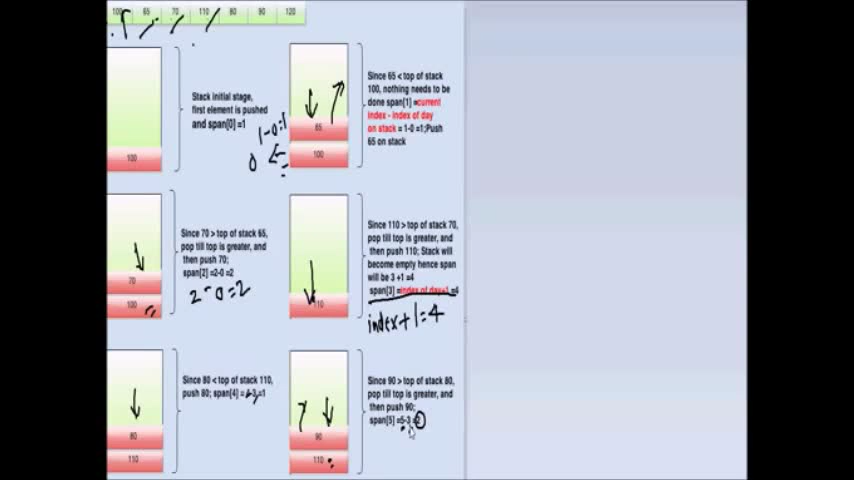 100 65 70 110 80 90 120
Stack initial stage,
first element is pushed
and span[0] =1
100
Since 65 < top of stack
100, nothing needs to be
done span[1] =current
index - index of day
on stack = 1-0 =1;Push
65 on stack
65
100
1-0=1
0
Since 70 > top of stack 65,
pop till top is greater, and
then push 70;
span[2] =2-0 =2
2-0=2
70
100
Since 110 > top of stack 70,
pop till top is greater, and
then push 110; Stack will
become empty hence span
will be 3 +1 =4
span[3] =index of day+1 =4
index+1=4
110
Since 80 < top of stack 110,
push 80; span[4] = 4-3 =1
80
110
Since 90 > top of stack 80,
pop till top is greater, and
then push 90;
span[5] =5-3 =2
90
110